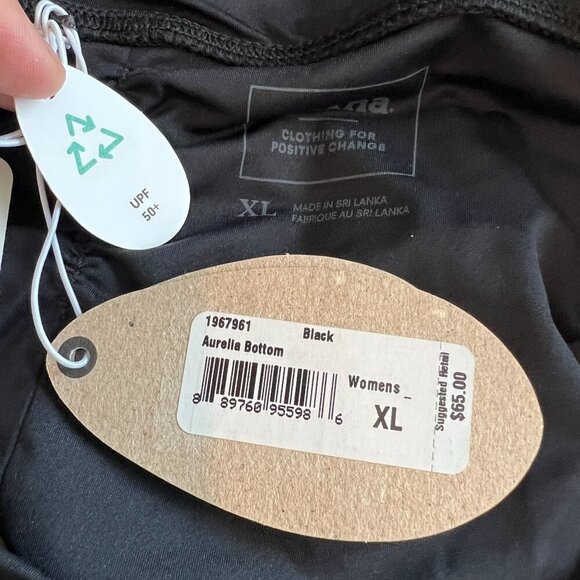 UPF
50+
CLOTHING FOR
POSITIVE CHANGE
XL
MADE IN SRI LANKA
FABRIQUE AU SRI LANKA
1967961
Black
Aurelia Bottom
Womens _
XL
8 89760 95598 6
Suggested Retail
$65.00